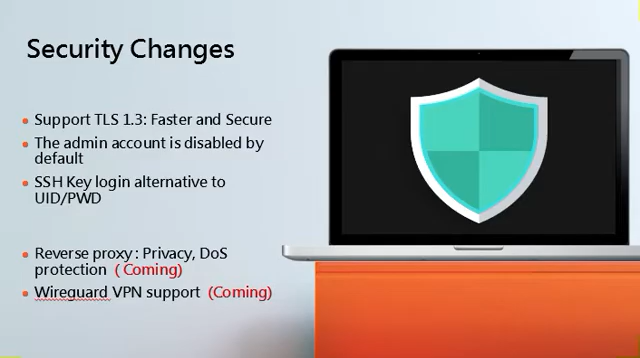 Security Changes
Support TLS 1.3: Faster and Secure
The admin account is disabled by
default
SSH Key login alternative to
UID/PWD
Reverse proxy : Privacy, DoS
protection ( Coming)
Wireguard VPN support (Coming)